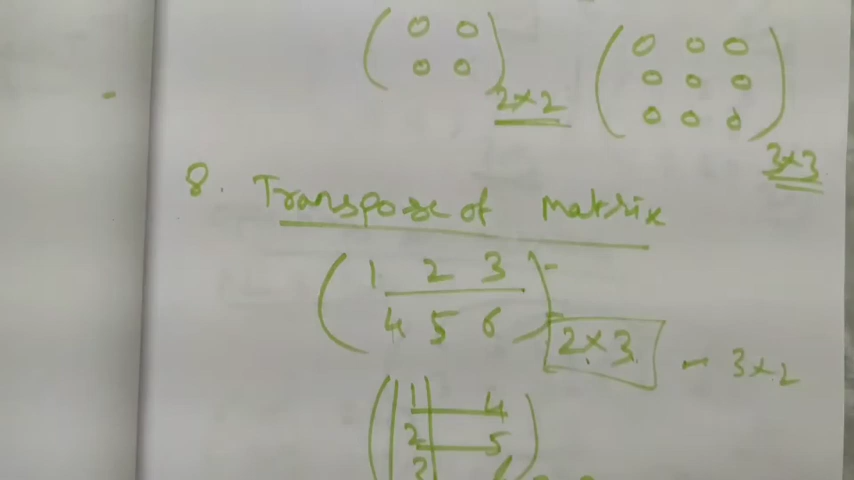 0 0 0 0 0
0 0 0 0 0
2×2 0 0 0
3×3
8. Transpose of matrix
1 2 3
4 5 6
2×3 - 3×2
1 4
2 5
3